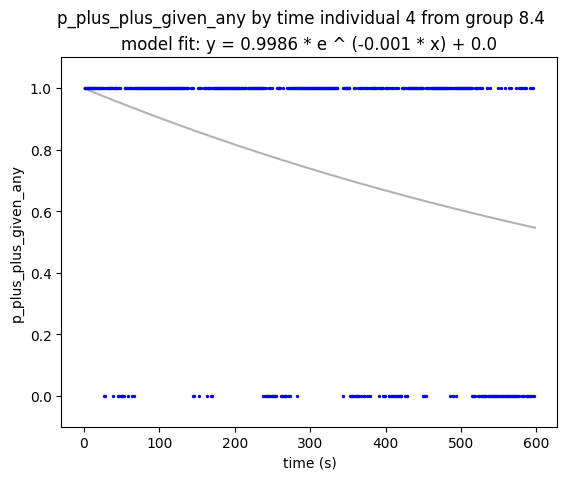 p_plus_plus_given_any by time individual 4 from group 8.4
model fit: y = 0.9986 * e ^ (-0.001 * x) + 0.0
1.0
0.8
0.6
0.4
0.2
0.0
p_plus_plus_given_any
0 100 200 300 400 500 600
time (s)